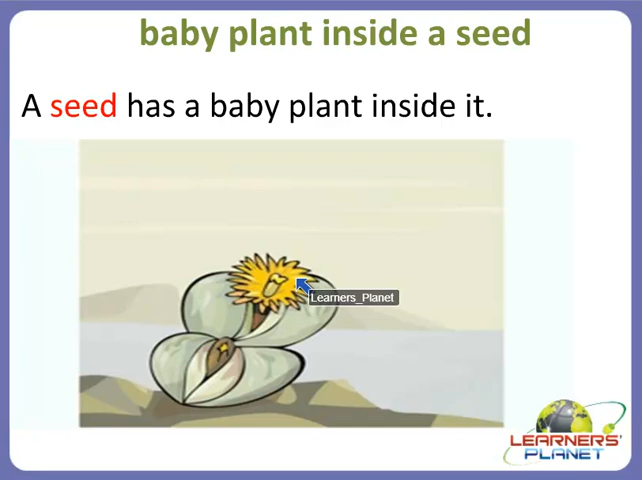 baby plant inside a seed
A seed has a baby plant inside it.
Learners_Planet
LEARNERS'
PLANET